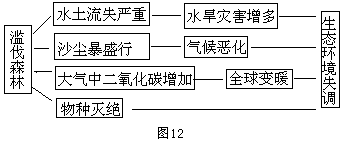 滥伐森林
水土流失严重
水旱灾害增多
沙尘暴盛行
气候恶化
大气中二氧化碳增加
全球变暖
物种灭绝
生态环境失调
图12